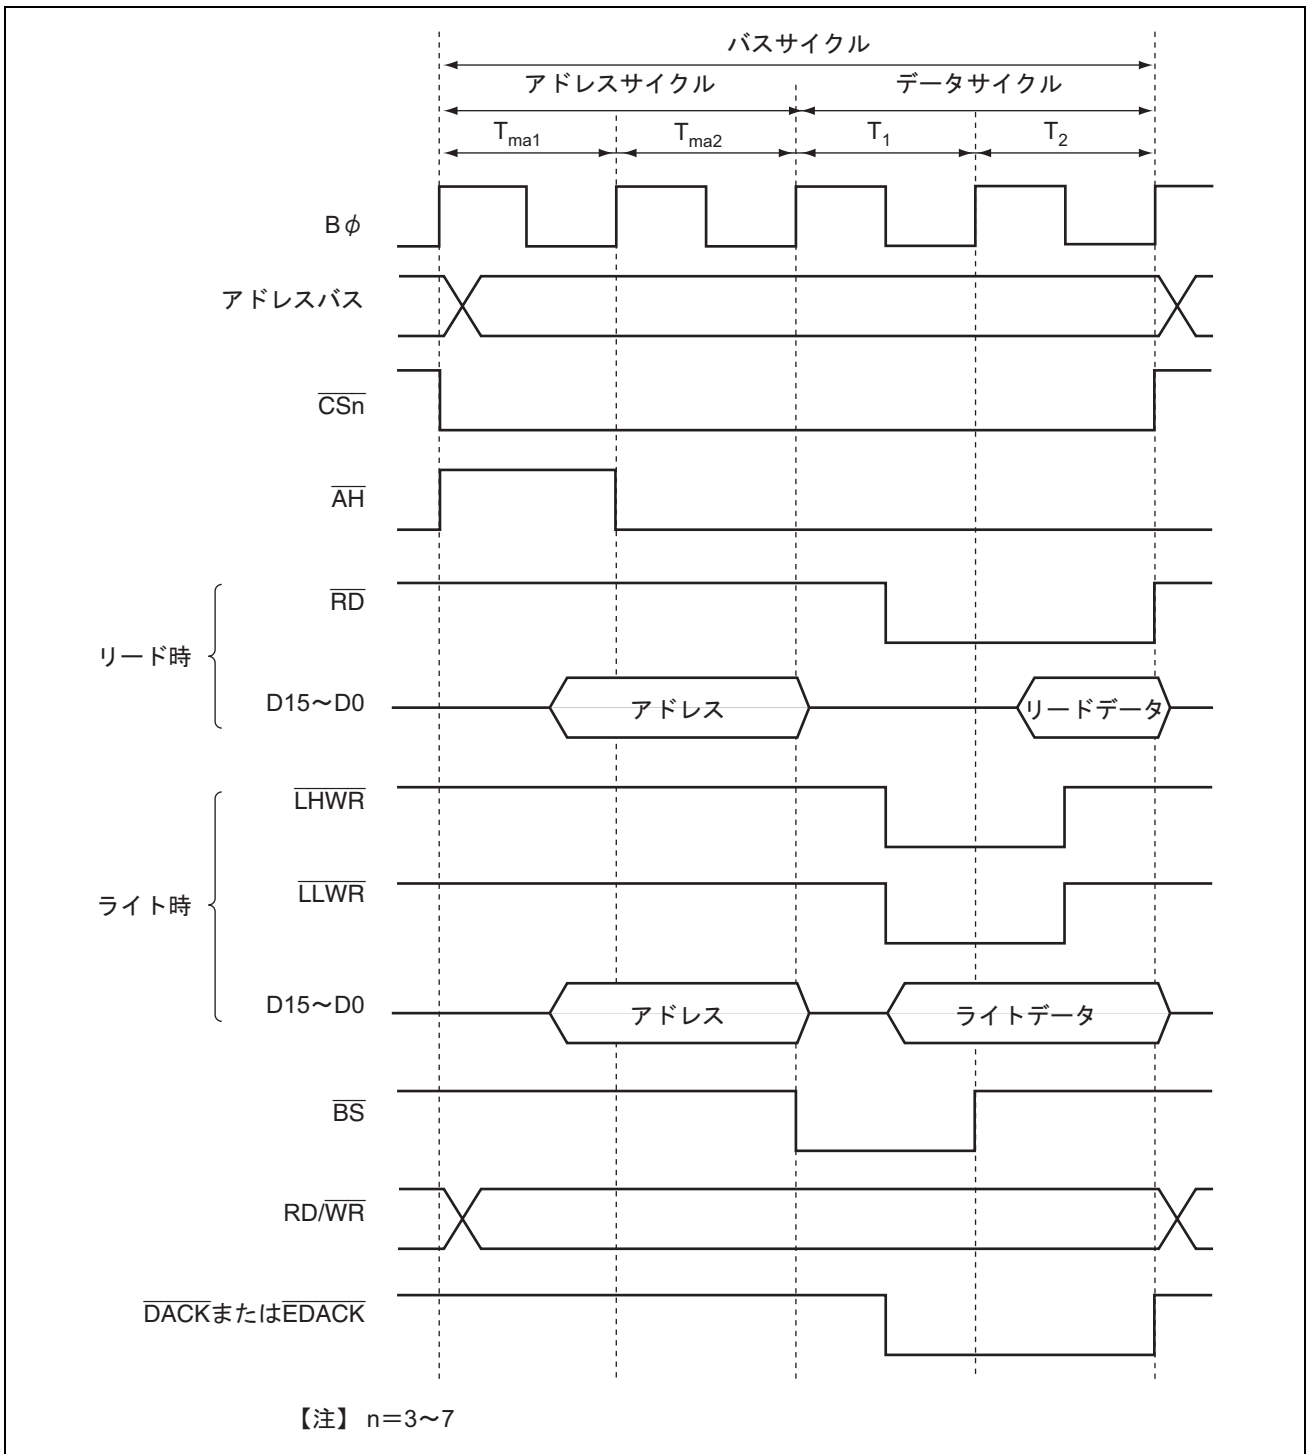 バスサイクル
アドレスサイクル データサイクル
Tma1 Tma2 T1 T2
Bφ
アドレスバス
CSn
AH
RD
リード時
D15～D0 アドレス リードデータ
LHWR
LLWR
ライト時
D15～D0 アドレス ライトデータ
BS
RD/WR
DACKまたはEDACK
【注】 n＝3～7